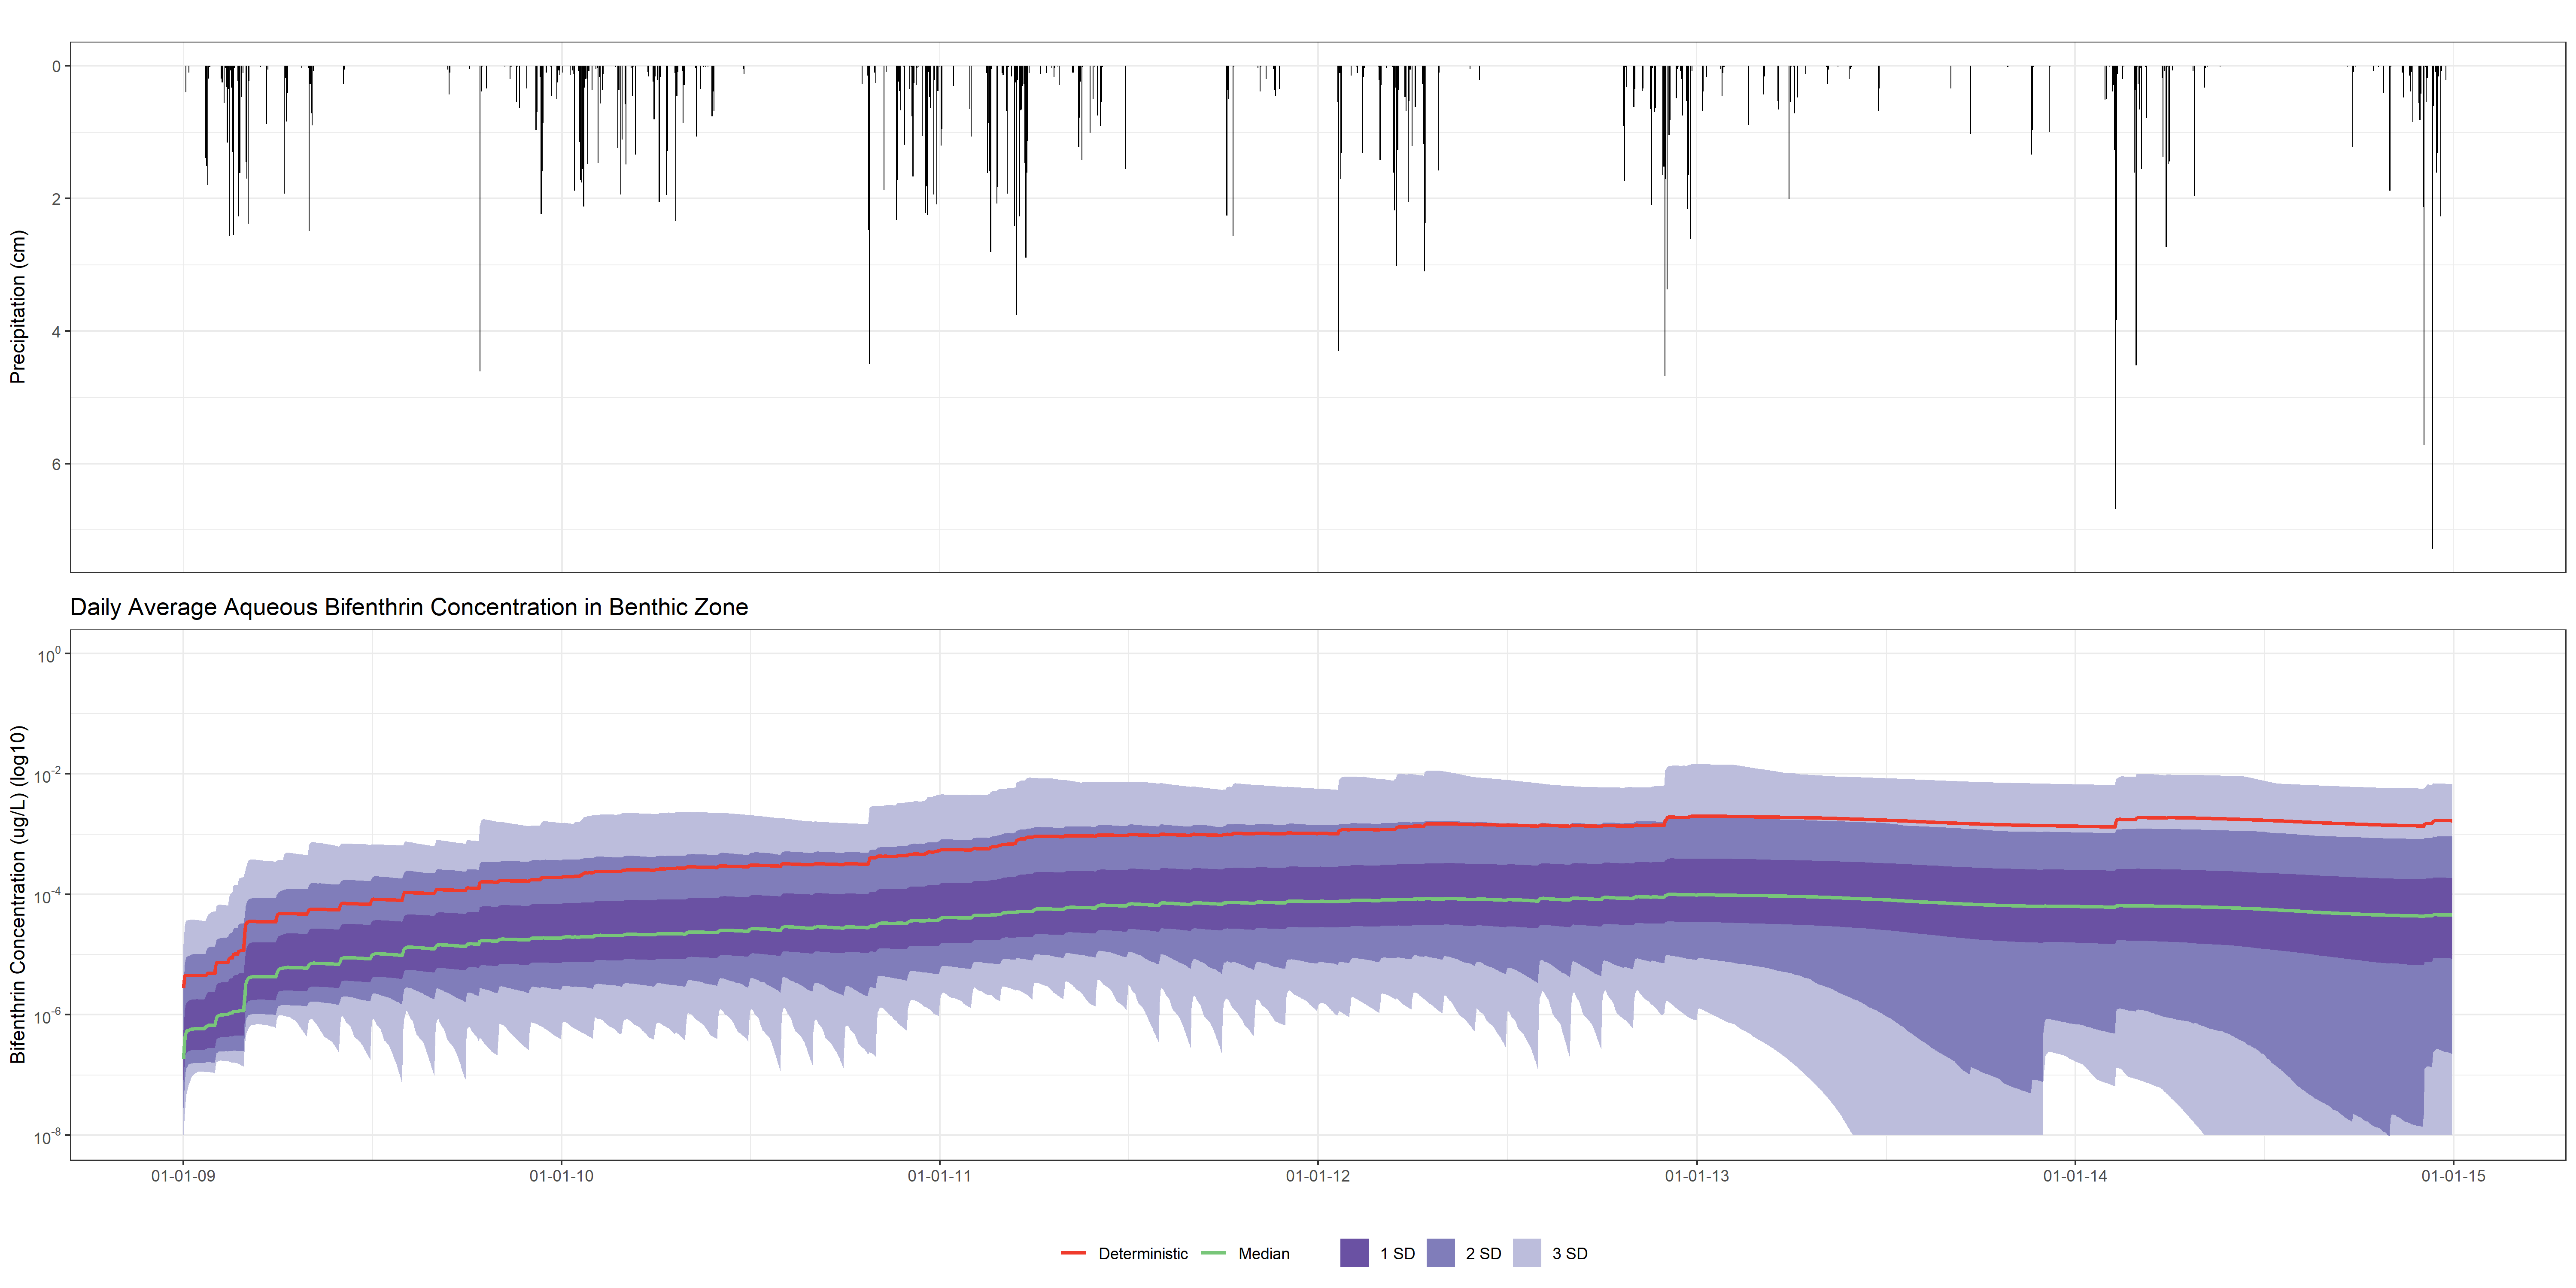 0
2
4
6
Precipitation (cm)
Daily Average Aqueous Bifenthrin Concentration in Benthic Zone
10^0
10^-2
10^-4
10^-6
10^-8
Bifenthrin Concentration (ug/L) (log10)
01-01-09 01-01-10 01-01-11 01-01-12 01-01-13 01-01-14 01-01-15
Deterministic Median 1 SD 2 SD 3 SD